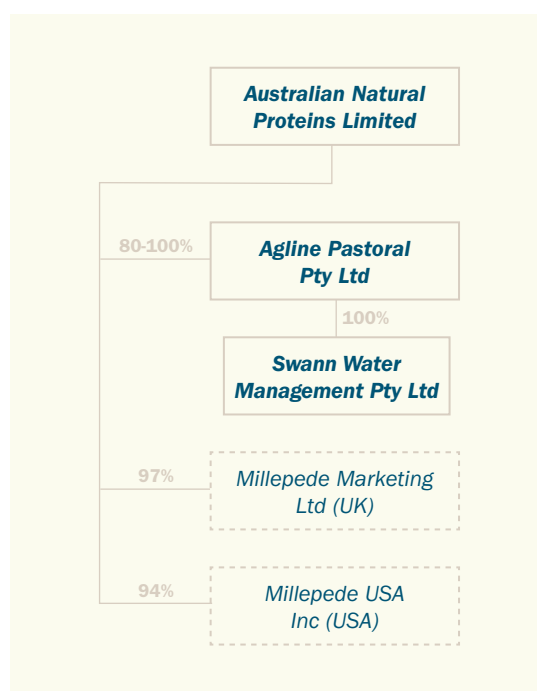 Australian Natural
Proteins Limited
80-100%
Agline Pastoral
Pty Ltd
100%
Swann Water
Management Pty Ltd
97%
Millepede Marketing
Ltd (UK)
94%
Millepede USA
Inc (USA)